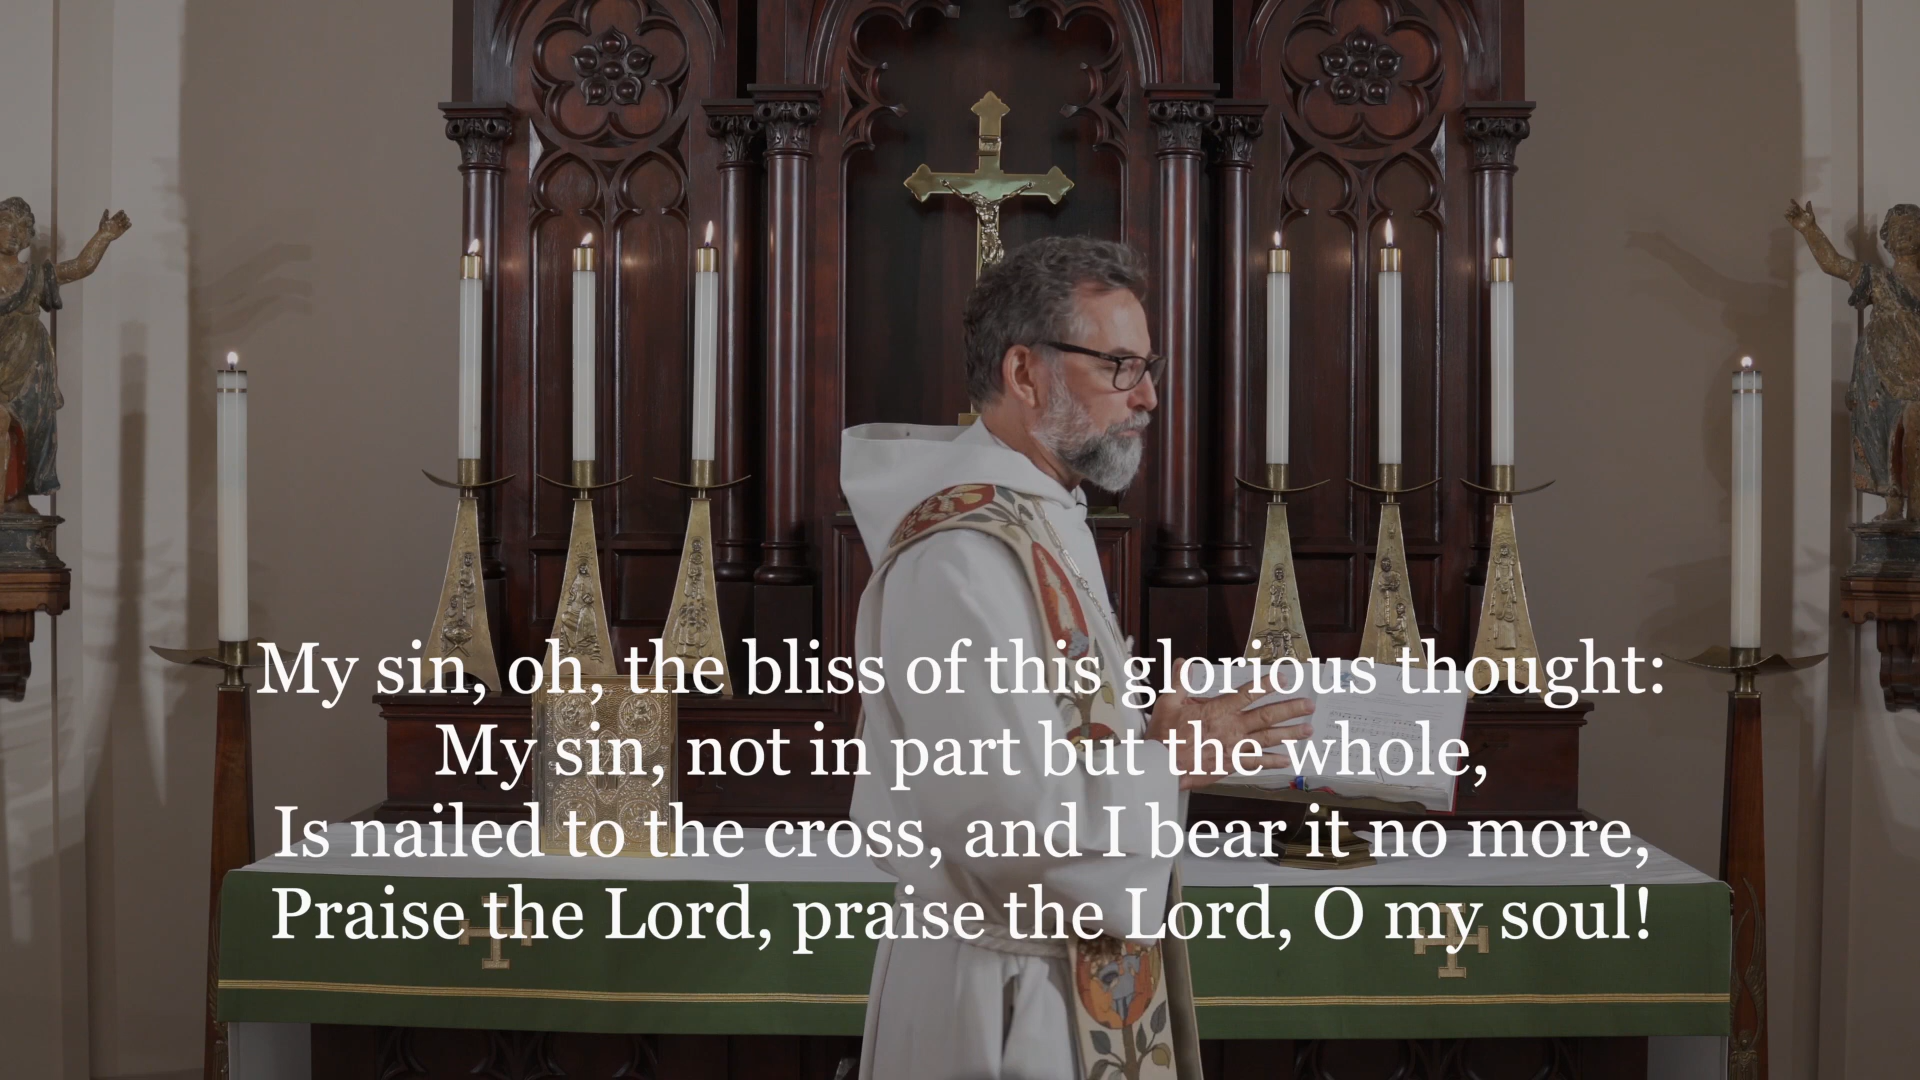 My sin, oh, the bliss of this glorious thought:
My sin, not in part but the whole,
Is nailed to the cross, and I bear it no more,
Praise the Lord, praise the Lord, O my soul!